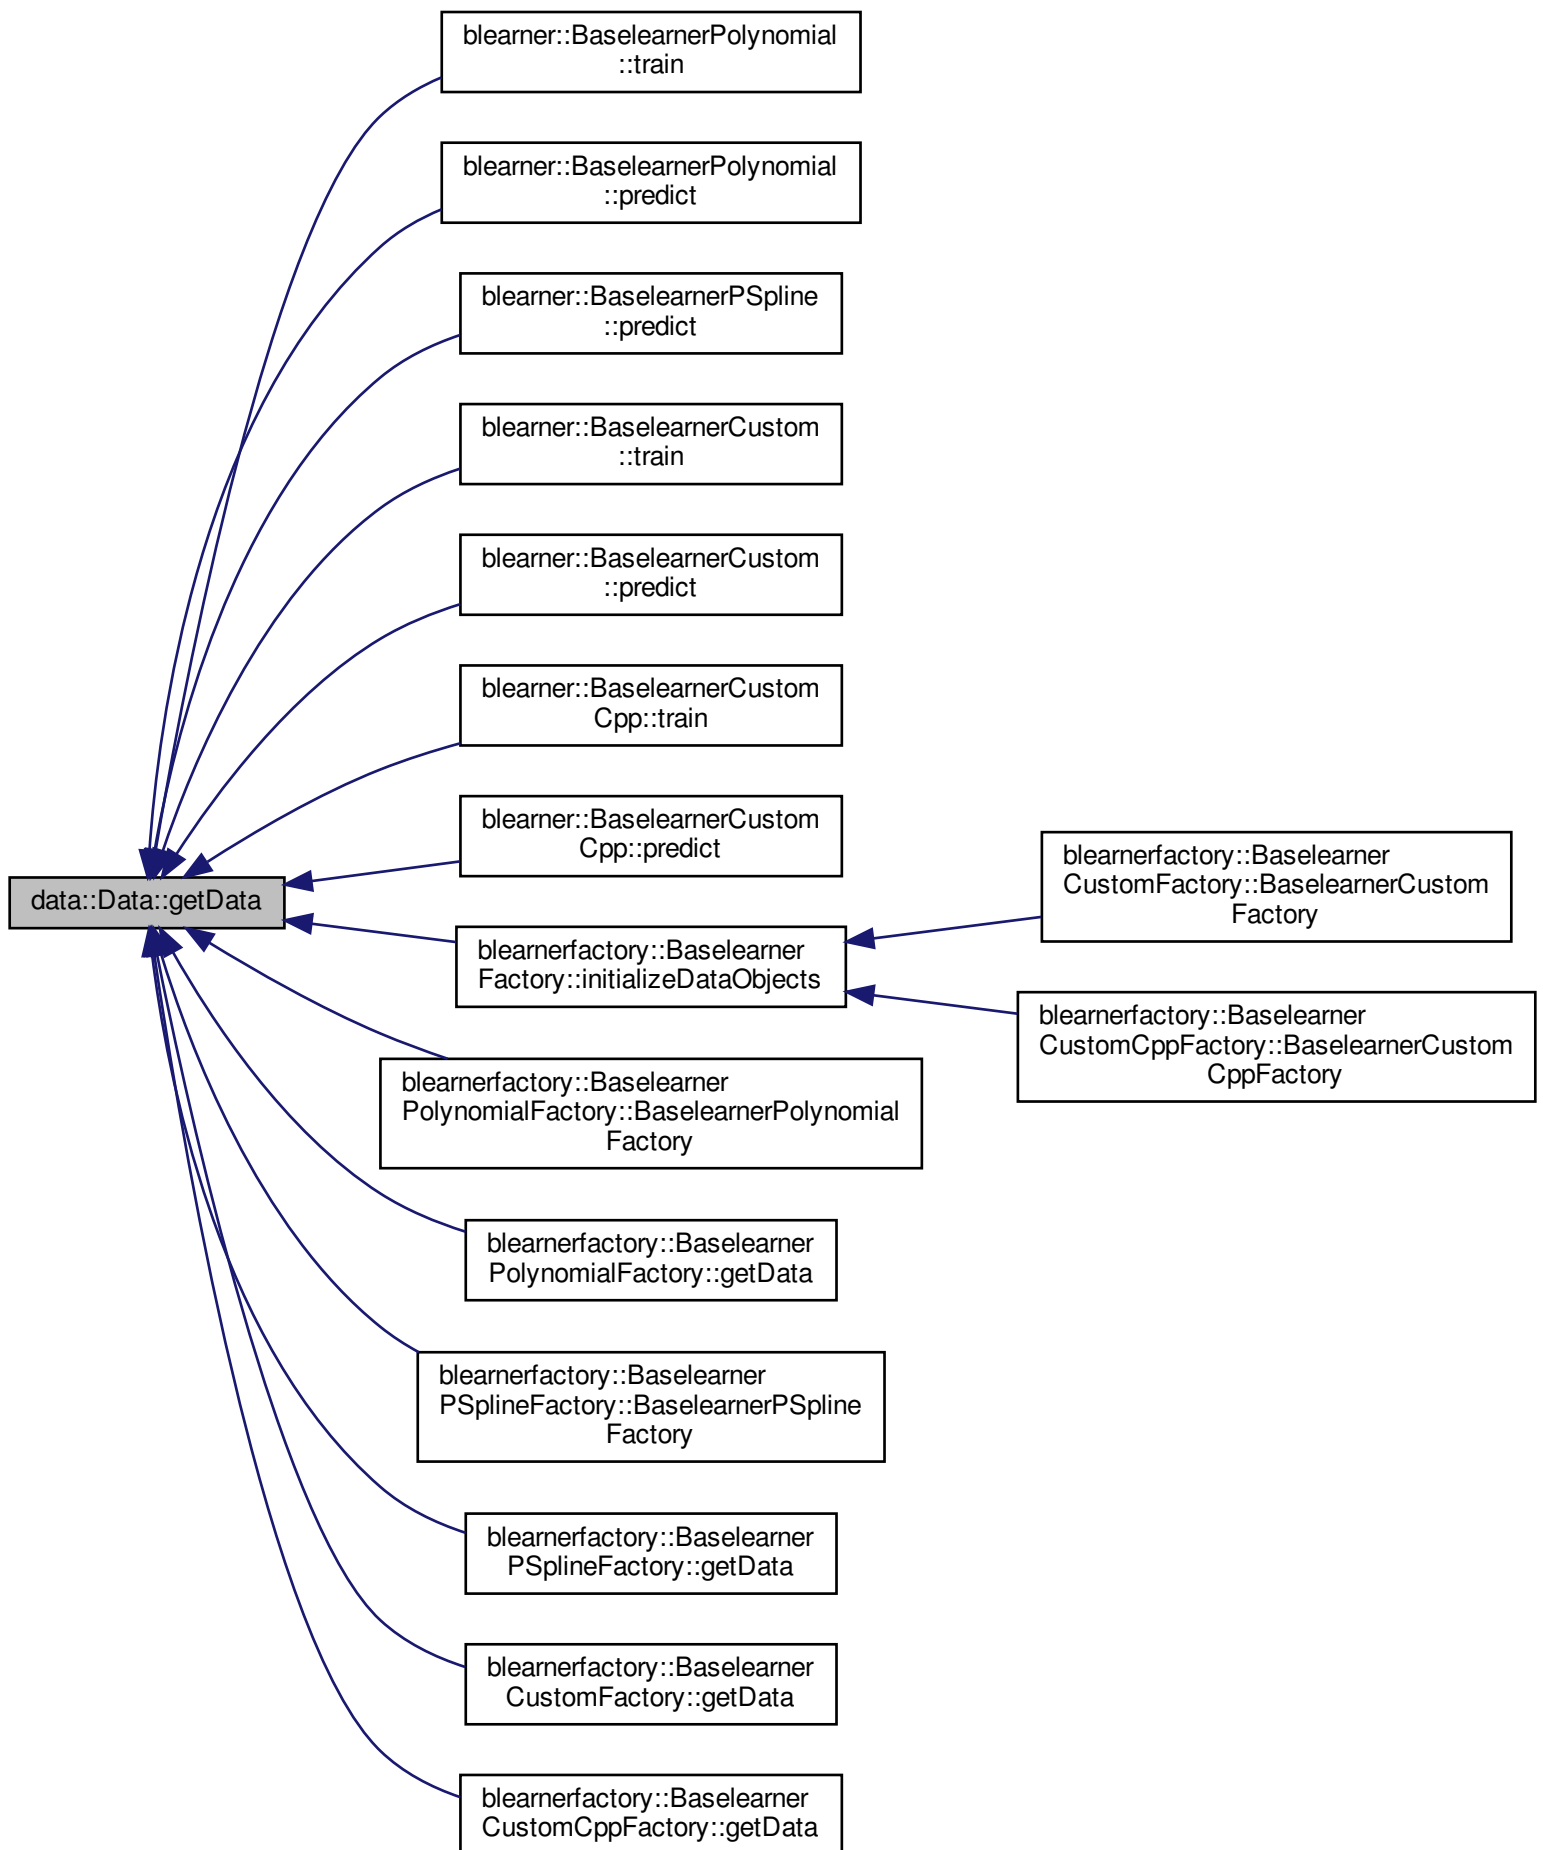 blearner::BaselearnerPolynomial
::train
blearner::BaselearnerPolynomial
::predict
blearner::BaselearnerPSpline
::predict
blearner::BaselearnerCustom
::train
blearner::BaselearnerCustom
::predict
blearner::BaselearnerCustom
Cpp::train
blearner::BaselearnerCustom
Cpp::predict
data::Data::getData
blearnerfactory::Baselearner
Factory::initializeDataObjects
blearnerfactory::Baselearner
CustomFactory::BaselearnerCustom
Factory
blearnerfactory::Baselearner
CustomCppFactory::BaselearnerCustom
CppFactory
blearnerfactory::Baselearner
PolynomialFactory::BaselearnerPolynomial
Factory
blearnerfactory::Baselearner
PolynomialFactory::getData
blearnerfactory::Baselearner
PSplineFactory::BaselearnerPSpline
Factory
blearnerfactory::Baselearner
PSplineFactory::getData
blearnerfactory::Baselearner
CustomFactory::getData
blearnerfactory::Baselearner
CustomCppFactory::getData